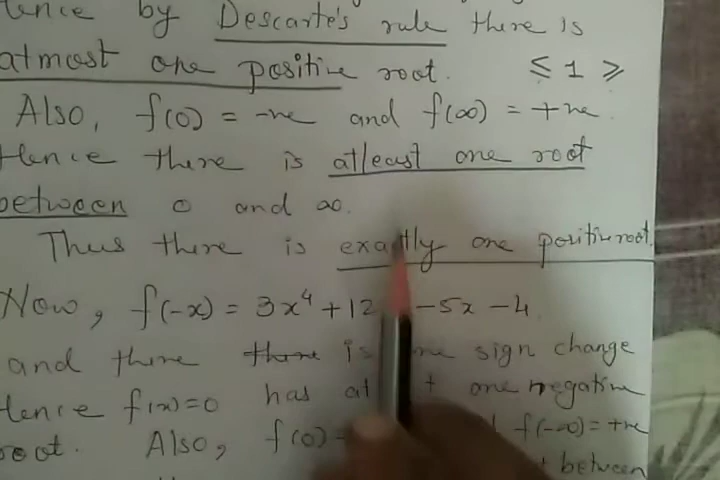 by Descarte's rule there is
atmost one positive root. ≤ 1 ≥
Also, f(0) = -ve and f(∞) = +ve
Hence there is atleast one root
between 0 and ∞.
Thus there is exactly one positive root.
Now, f(-x) = 3x⁴ + 12 -5x -4
and there there is sign change
Hence f(x)=0 has one negative
root. Also, f(0) f(-∞) = +ve
between